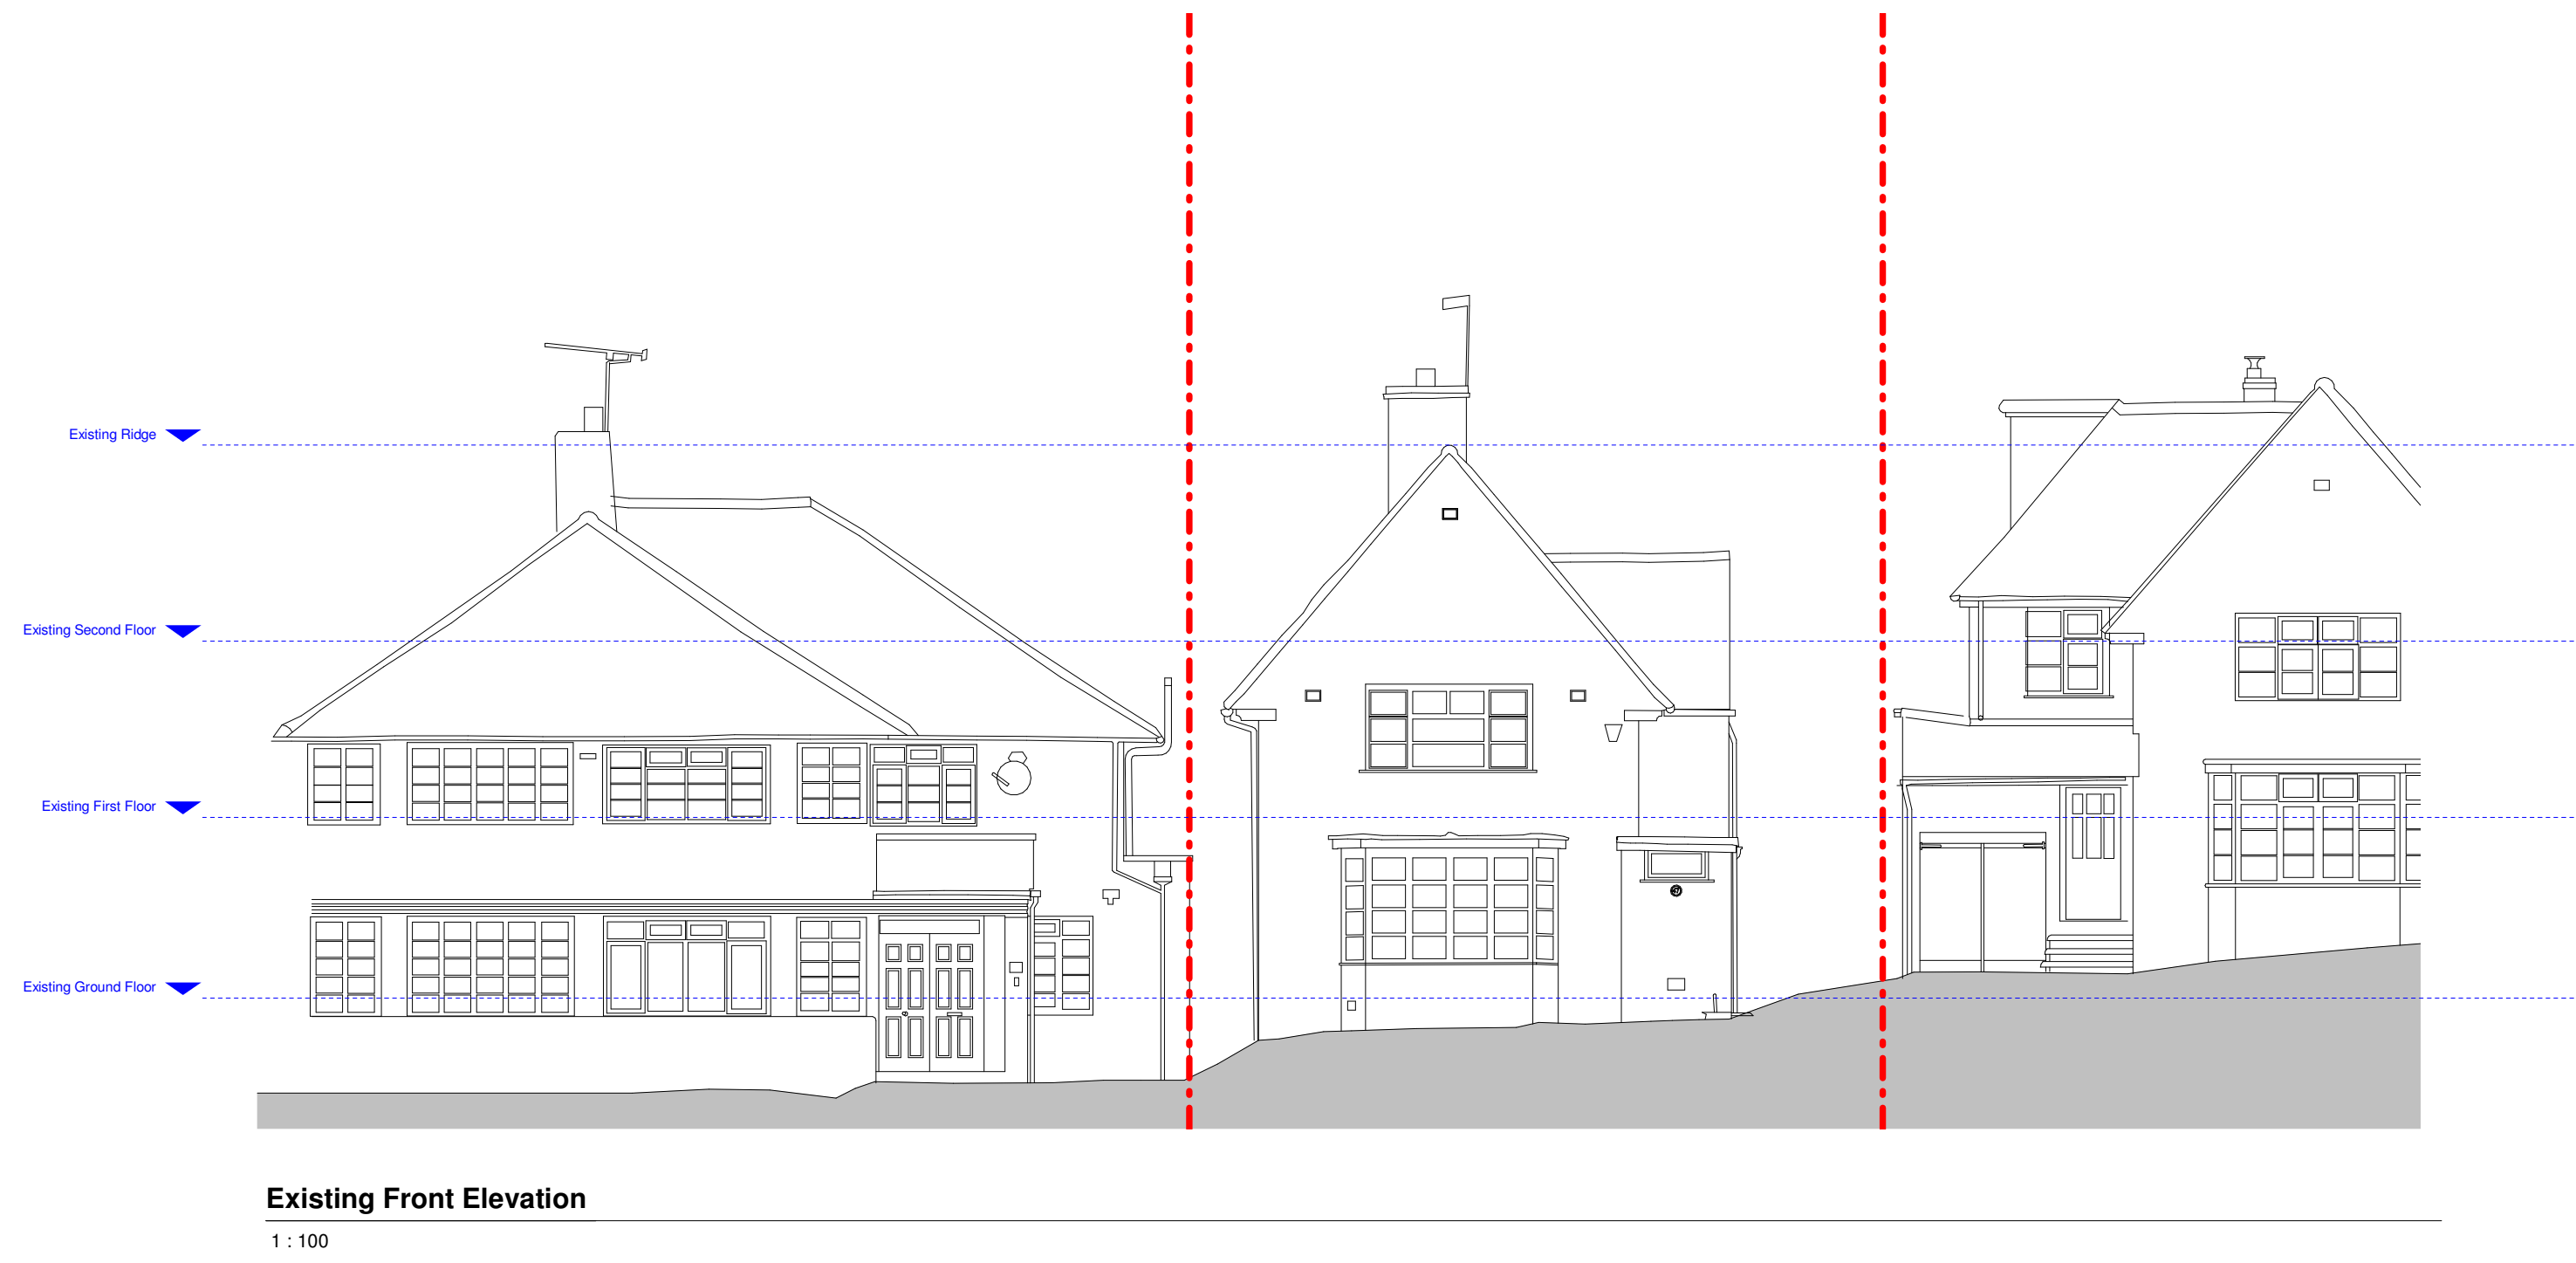 Existing Ridge
Existing Second Floor
Existing First Floor
Existing Ground Floor
Existing Front Elevation
1 : 100